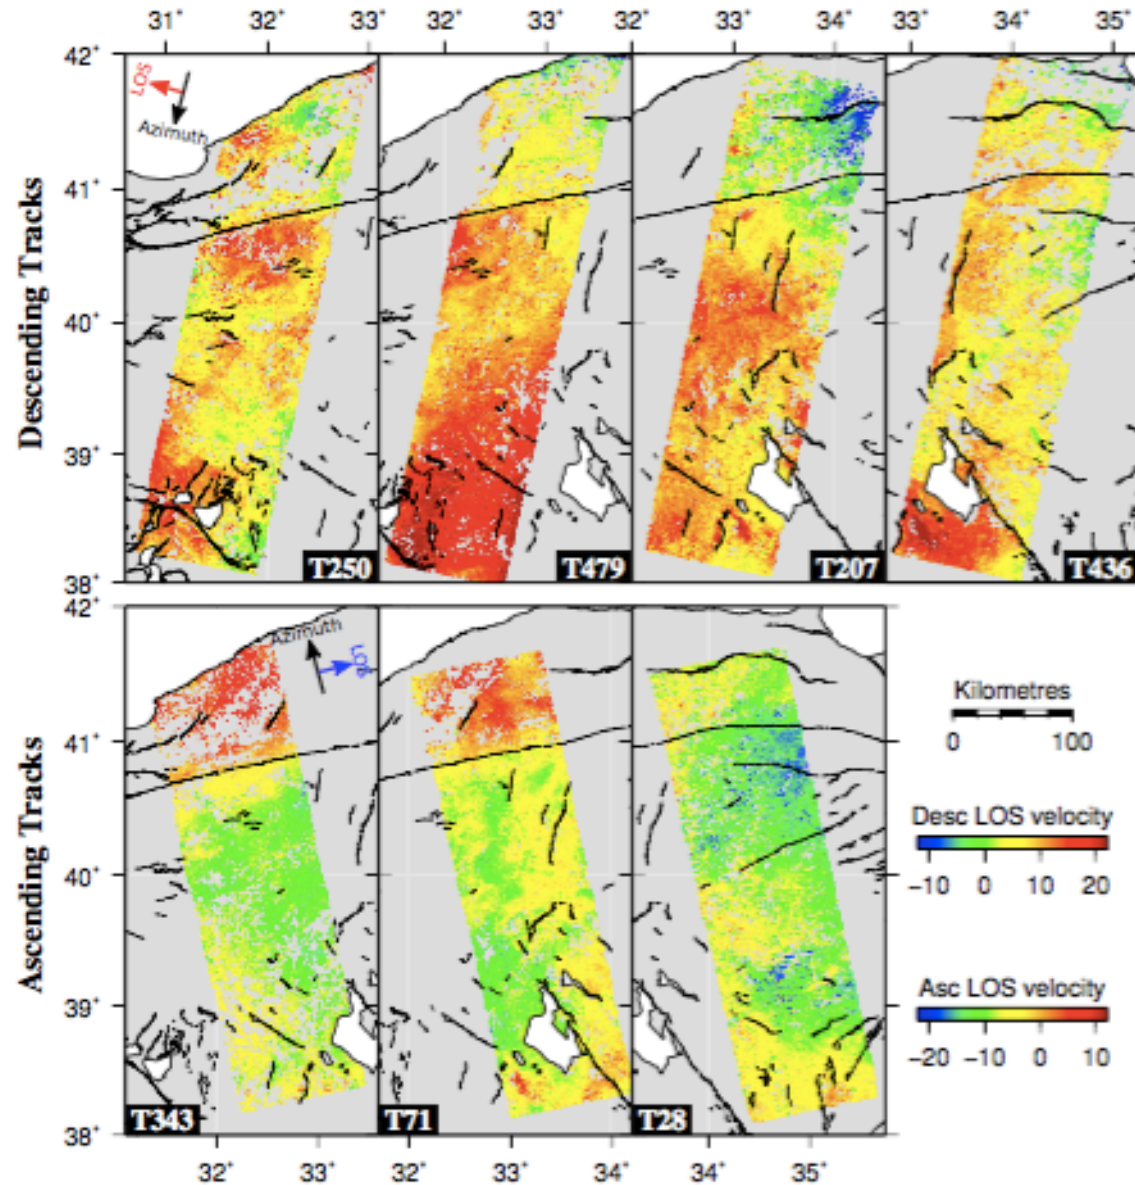 31° 32° 33° 32° 33° 32° 33° 34° 33° 34° 35°
42°
LOS
Azimuth
41°
Descending Tracks
40°
39°
38°
T250 T479 T207 T436
42°
Azimuth
LOS
41°
Ascending Tracks
40°
39°
38°
T343 T71 T28
32° 33° 32° 33° 34° 34° 35°
Kilometres
0 100
Desc LOS velocity
−10 0 10 20
Asc LOS velocity
−20 −10 0 10